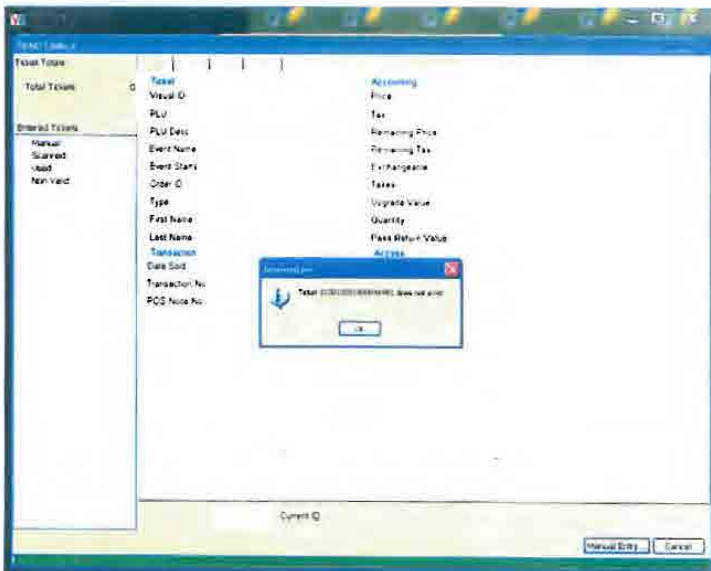 Ticket Totals
Total Tickets 0
Entered Tickets
Manual
Scanned
Used
Non Valid
Ticket
Visual ID
PLU
PLU Desc
Event Name
Event Starts
Order ID
Type
First Name
Last Name
Transaction
Date Sold
Transaction No
POS Node No
Accounting
Price
Tax
Remaining Price
Remaining Tax
Exchangeable
Taxes
Upgrade Value
Quantity
Pass Return Value
Access
Ticket does not exist
OK
Current ID
Manual Entry
Cancel